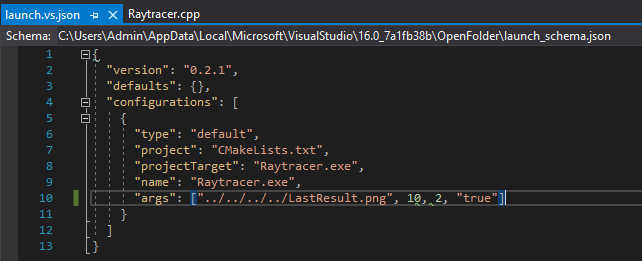 launch.vs.json Raytracer.cpp
Schema: C:\Users\Admin\AppData\Local\Microsoft\VisualStudio\16.0_7a1fb38b\OpenFolder\launch_schema.json
1 {
2 "version": "0.2.1",
3 "defaults": {},
4 "configurations": [
5 {
6 "type": "default",
7 "project": "CMakeLists.txt",
8 "projectTarget": "Raytracer.exe",
9 "name": "Raytracer.exe",
10 "args": ["../../../../LastResult.png", 10, 2, "true"]
11 }
12 ]
13 }